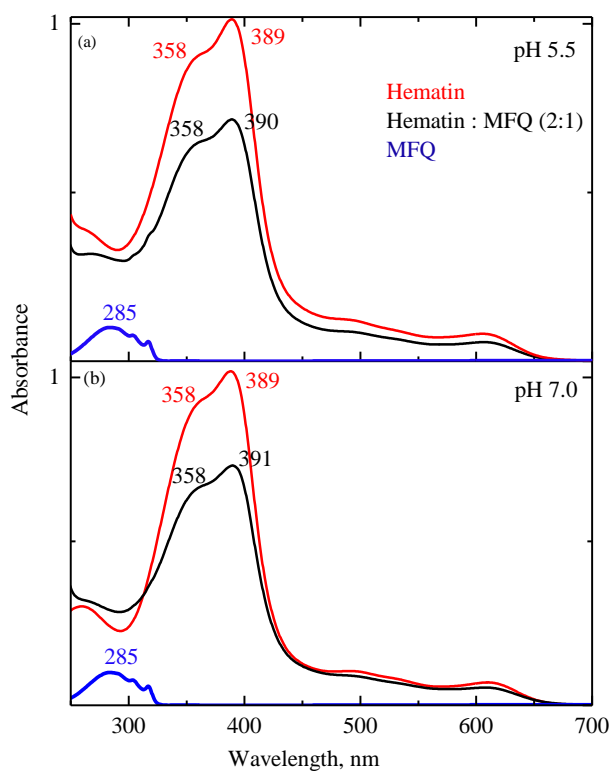 1
(a)
358
389
pH 5.5
Hematin
Hematin : MFQ (2:1)
MFQ
358
390
285
Absorbance
1
(b)
358
389
pH 7.0
358
391
285
300
400
500
600
700
Wavelength, nm